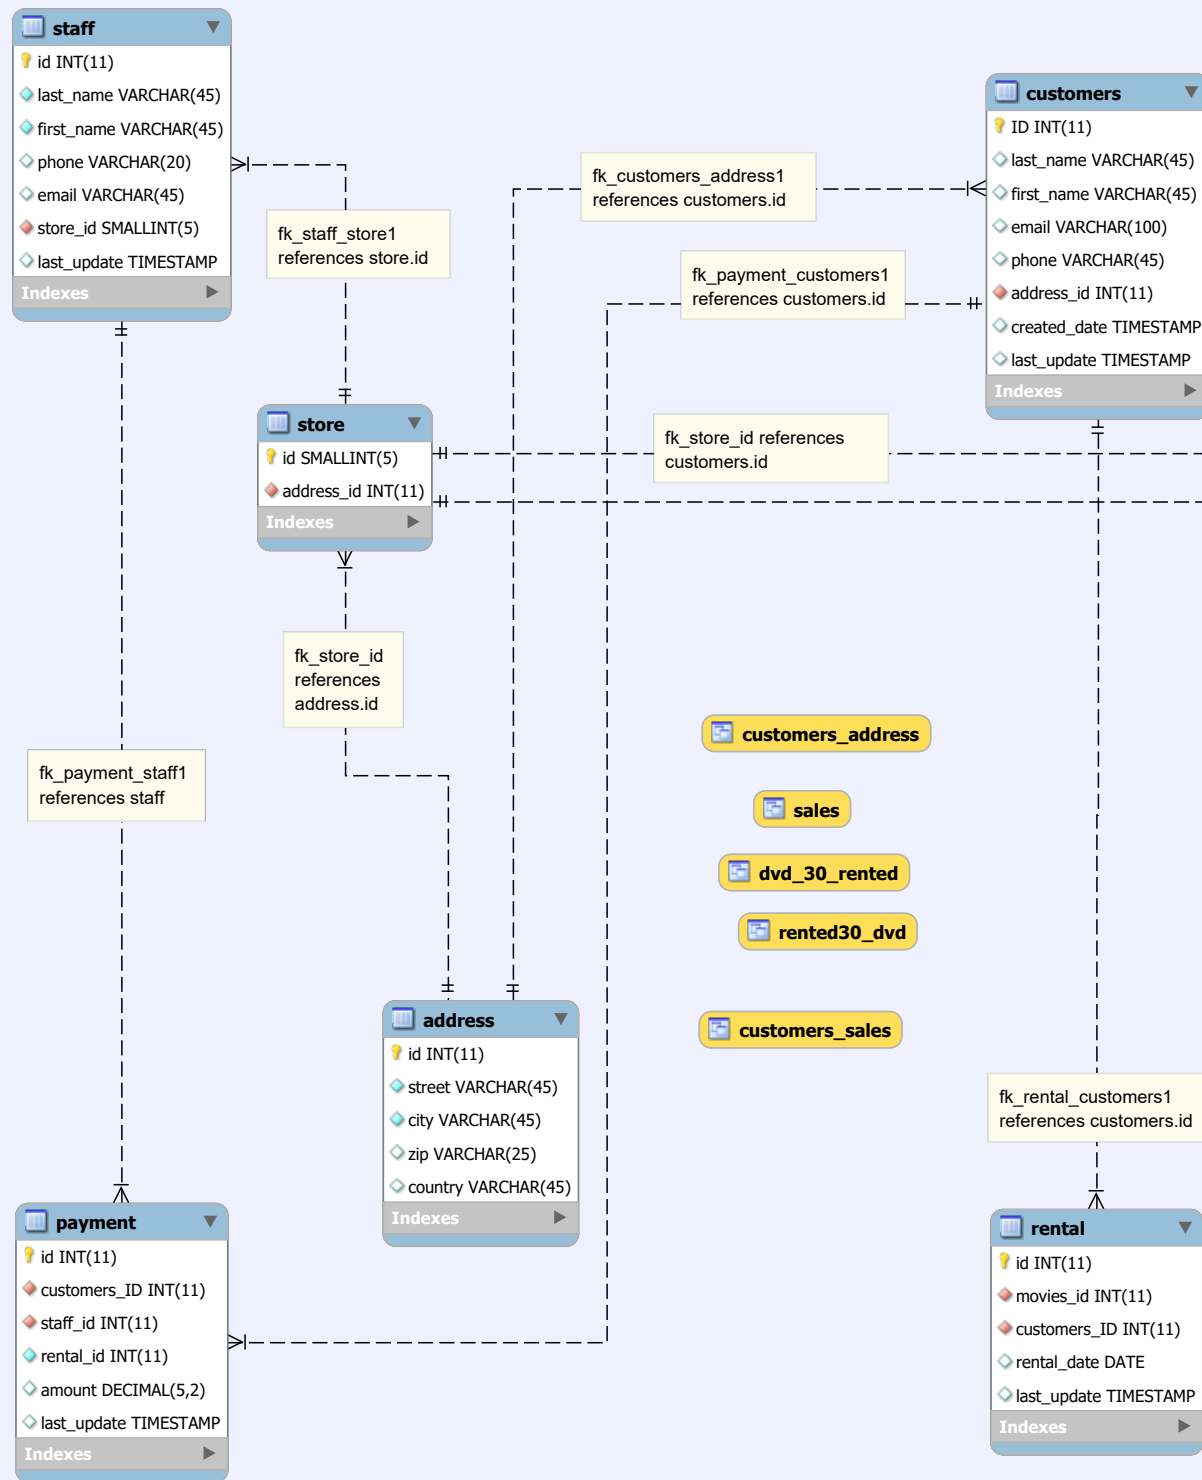 staff
id INT(11)
last_name VARCHAR(45)
first_name VARCHAR(45)
phone VARCHAR(20)
email VARCHAR(45)
store_id SMALLINT(5)
last_update TIMESTAMP
Indexes
customers
ID INT(11)
last_name VARCHAR(45)
first_name VARCHAR(45)
email VARCHAR(100)
phone VARCHAR(45)
address_id INT(11)
created_date TIMESTAMP
last_update TIMESTAMP
Indexes
fk_customers_address1
references customers.id
fk_staff_store1
references store.id
fk_payment_customers1
references customers.id
store
id SMALLINT(5)
address_id INT(11)
Indexes
fk_store_id references
customers.id
fk_store_id
references
address.id
customers_address
sales
dvd_30_rented
rented30_dvd
customers_sales
fk_payment_staff1
references staff
address
id INT(11)
street VARCHAR(45)
city VARCHAR(45)
zip VARCHAR(25)
country VARCHAR(45)
Indexes
fk_rental_customers1
references customers.id
payment
id INT(11)
customers_ID INT(11)
staff_id INT(11)
rental_id INT(11)
amount DECIMAL(5,2)
last_update TIMESTAMP
Indexes
rental
id INT(11)
movies_id INT(11)
customers_ID INT(11)
rental_date DATE
last_update TIMESTAMP
Indexes